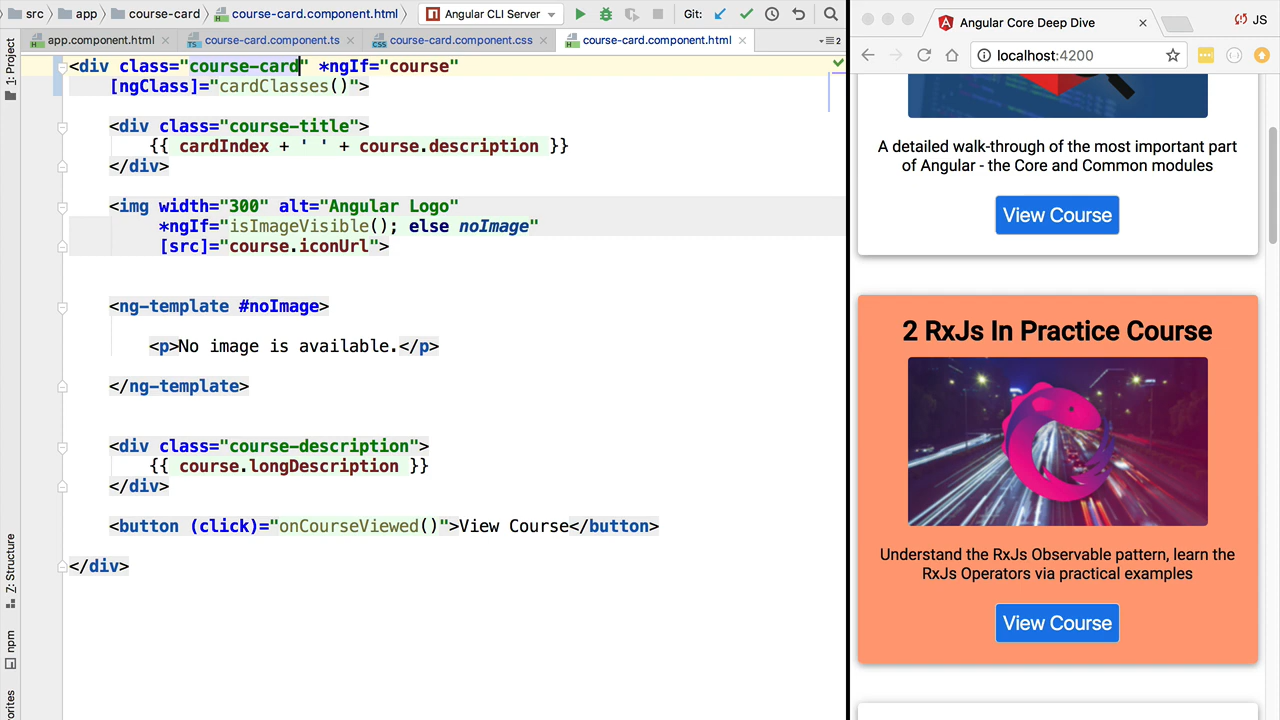 src
app
course-card
course-card.component.html
Angular CLI Server
Git:
app.component.html
course-card.component.ts
course-card.component.css
course-card.component.html
2
1: Project
Z: Structure
npm
<div class="course-card" *ngIf="course"
[ngClass]="cardClasses()">
<div class="course-title">
{{ cardIndex + ' ' + course.description }}
</div>
<img width="300" alt="Angular Logo"
*ngIf="isImageVisible(); else noImage"
[src]="course.iconUrl">
<ng-template #noImage>
<p>No image is available.</p>
</ng-template>
<div class="course-description">
{{ course.longDescription }}
</div>
<button (click)="onCourseViewed()">View Course</button>
</div>
Angular Core Deep Dive
JS
localhost:4200
A detailed walk-through of the most important part
of Angular - the Core and Common modules
View Course
2 RxJs In Practice Course
Understand the RxJs Observable pattern, learn the
RxJs Operators via practical examples
View Course